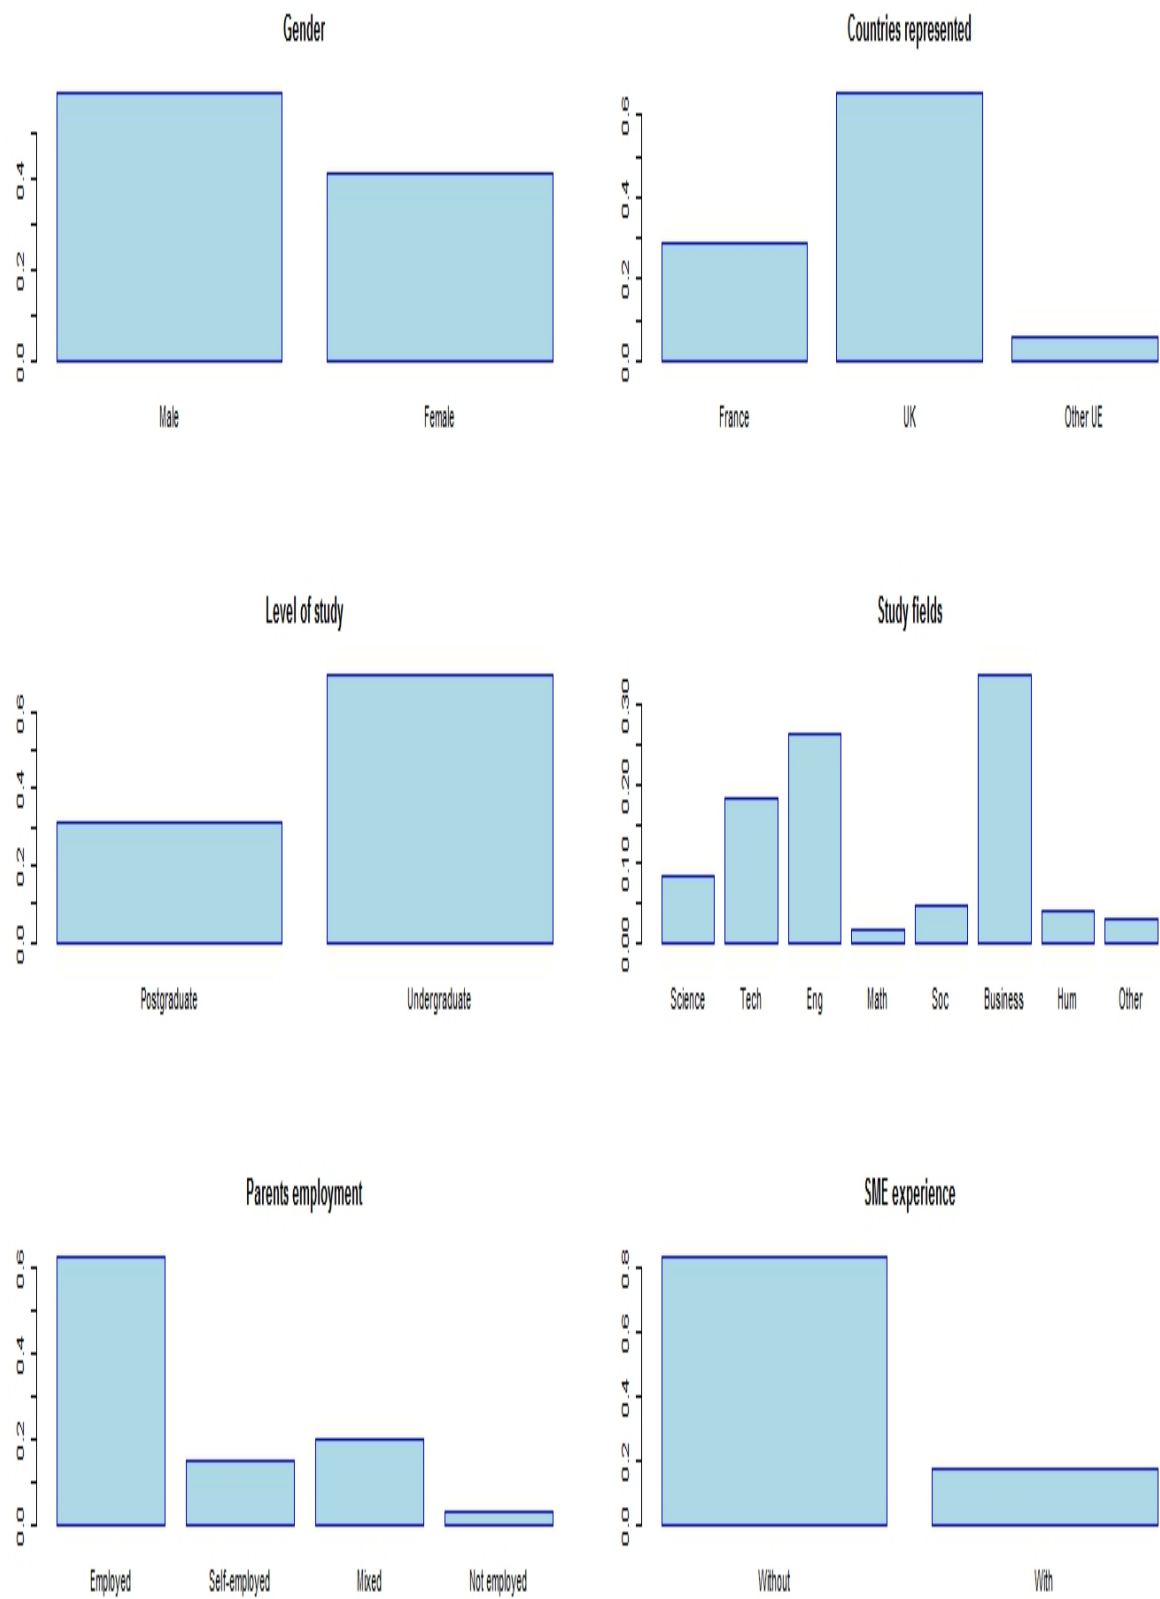 Gender
0.0 0.2 0.4
Male Female
Countries represented
0.0 0.2 0.4 0.6
France UK Other UE
Level of study
0.0 0.2 0.4 0.6
Postgraduate Undergraduate
Study fields
0.00 0.10 0.20 0.30
Science Tech Eng Math Soc Business Hum Other
Parents employment
0.0 0.2 0.4 0.6
Employed Self-employed Mixed Not employed
SME experience
0.0 0.2 0.4 0.6 0.8
Without With